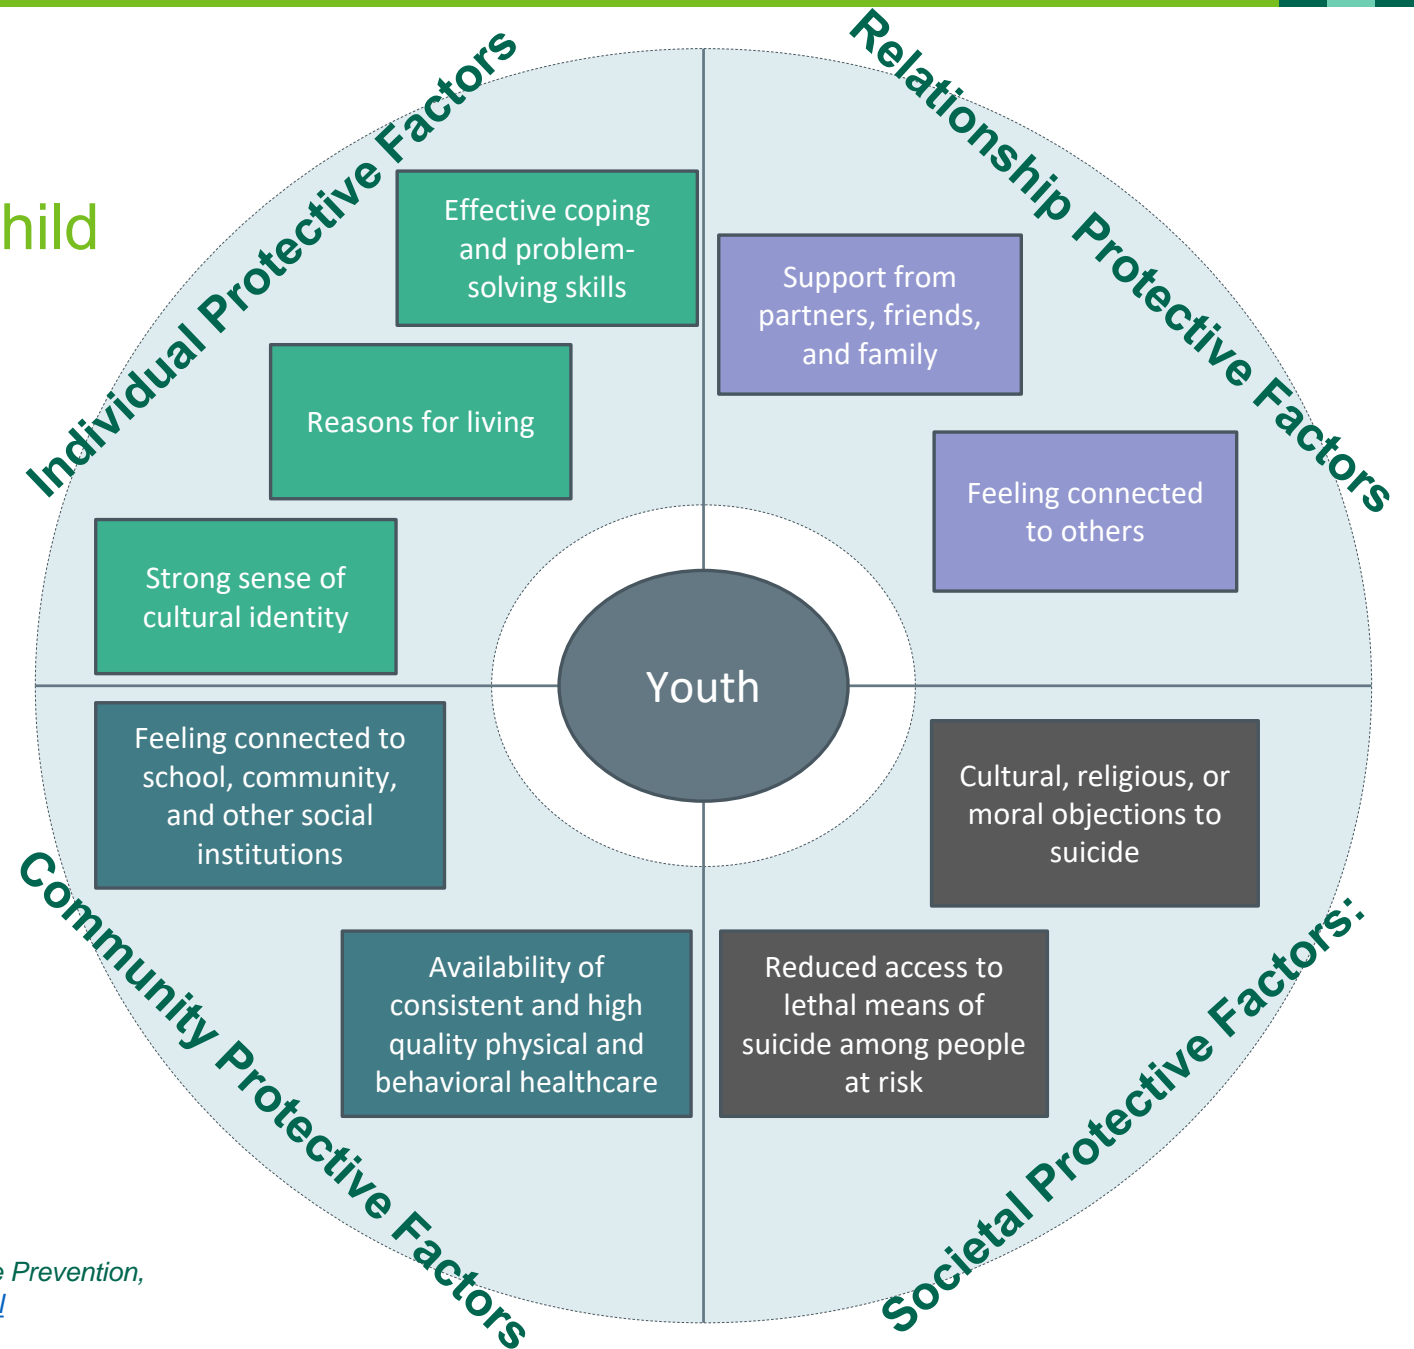 hild
Individual Protective Factors
Effective coping
and problem-
solving skills
Reasons for living
Strong sense of
cultural identity
Relationship Protective Factors
Support from
partners, friends,
and family
Feeling connected
to others
Youth
Feeling connected to
school, community,
and other social
institutions
Availability of
consistent and high
quality physical and
behavioral healthcare
Community Protective Factors
Cultural, religious, or
moral objections to
suicide
Reduced access to
lethal means of
suicide among people
at risk
Societal Protective Factors:
e Prevention,
l